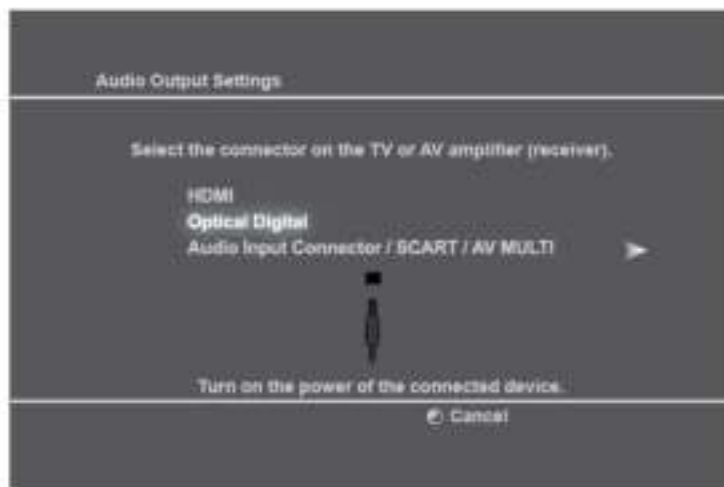 Audio Output Settings
Select the connector on the TV or AV amplifier (receiver).
HDMI
Optical Digital
Audio Input Connector / SCART / AV MULTI
Turn on the power of the connected device.
Cancel